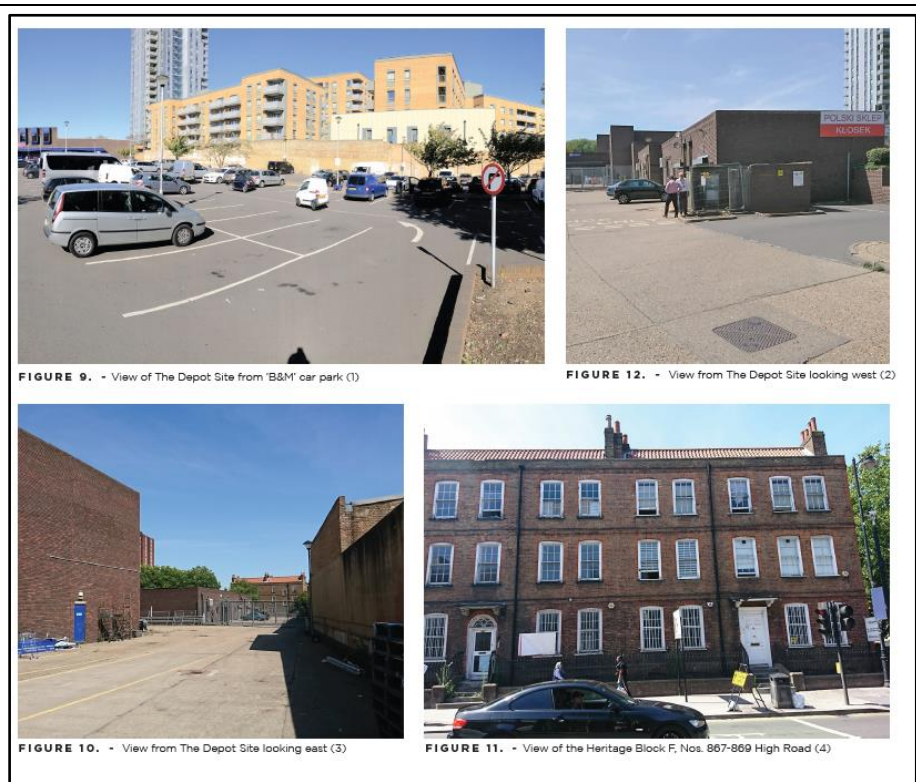 FIGURE 9. - View of The Depot Site from 'B&M' car park (1)
POLSKI SKLEP
KLOSEK
FIGURE 12. - View from The Depot Site looking west (2)
FIGURE 10. - View from The Depot Site looking east (3)
FIGURE 11. - View of the Heritage Block F, Nos. 867-869 High Road (4)